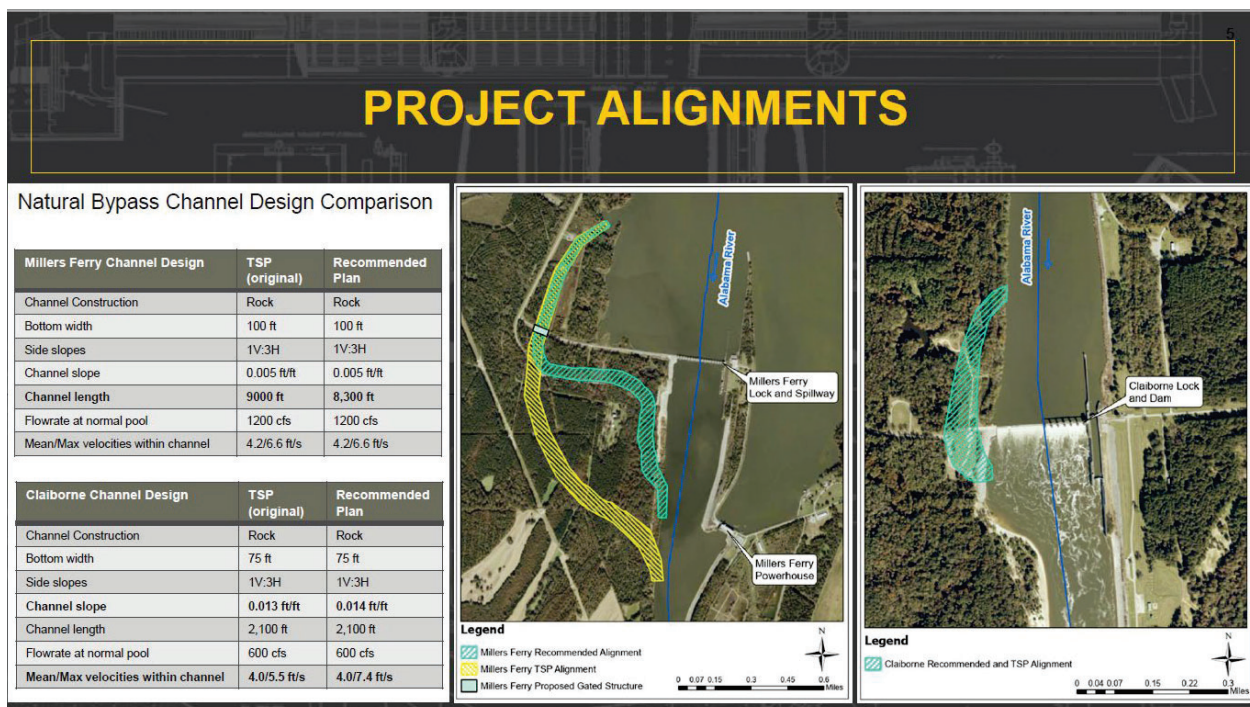 5
PROJECT ALIGNMENTS
Natural Bypass Channel Design Comparison
Millers Ferry Channel Design TSP (original) Recommended Plan
Channel Construction Rock Rock
Bottom width 100 ft 100 ft
Side slopes 1V:3H 1V:3H
Channel slope 0.005 ft/ft 0.005 ft/ft
Channel length 9000 ft 8,300 ft
Flowrate at normal pool 1200 cfs 1200 cfs
Mean/Max velocities within channel 4.2/6.6 ft/s 4.2/6.6 ft/s
Claiborne Channel Design TSP (original) Recommended Plan
Channel Construction Rock Rock
Bottom width 75 ft 75 ft
Side slopes 1V:3H 1V:3H
Channel slope 0.013 ft/ft 0.014 ft/ft
Channel length 2,100 ft 2,100 ft
Flowrate at normal pool 600 cfs 600 cfs
Mean/Max velocities within channel 4.0/5.5 ft/s 4.0/7.4 ft/s
Alabama River
Millers Ferry
Lock and Spillway
Millers Ferry
Powerhouse
Legend
Millers Ferry Recommended Alignment
Millers Ferry TSP Alignment
Millers Ferry Proposed Gated Structure
N
0 0.07 0.15 0.3 0.45 0.6
Miles
Alabama River
Claiborne Lock
and Dam
Legend
Claiborne Recommended and TSP Alignment
N
0 0.04 0.07 0.15 0.22 0.3
Miles